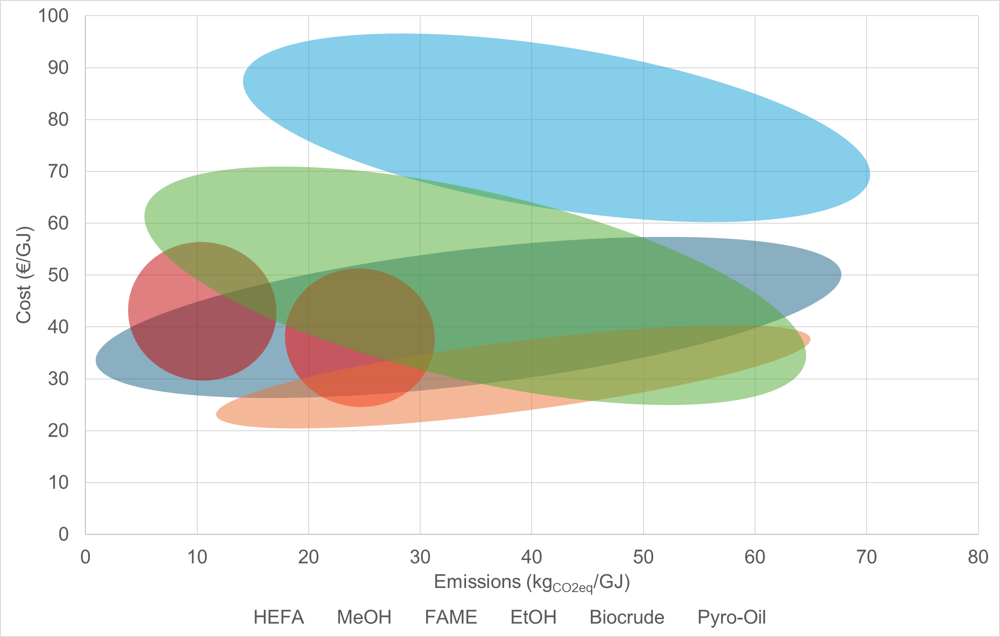 100
90
80
70
60
50
40
30
20
10
0
Cost (€/GJ)
0 10 20 30 40 50 60 70 80
Emissions (kgCO2eq/GJ)
HEFA MeOH FAME EtOH Biocrude Pyro-Oil